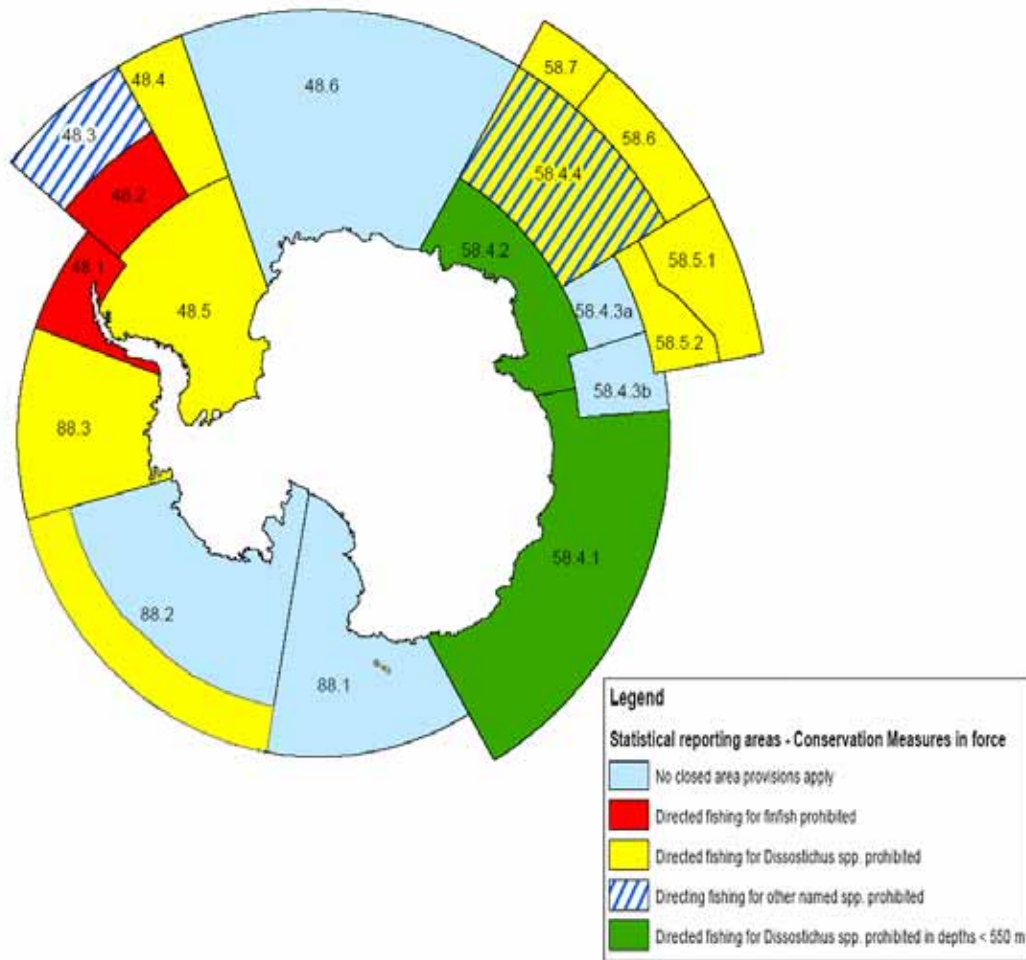 48.6
58.7
48.4
58.6
48.3
58.4.4
48.2
58.4.2
58.5.1
48.1
58.4.3a
48.5
58.5.2
58.4.3b
88.3
58.4.1
88.2
88.1
Legend
Statistical reporting areas - Conservation Measures in force
No closed area provisions apply
Directed fishing for finfish prohibited
Directed fishing for Dissostichus spp. prohibited
Directing fishing for other named spp. prohibited
Directed fishing for Dissostichus spp. prohibited in depths < 550 m